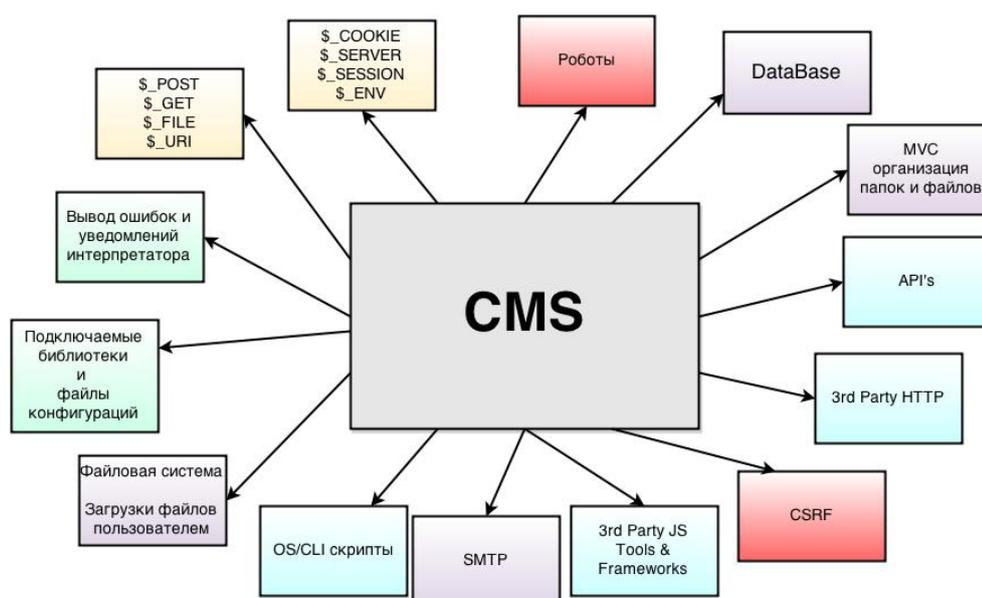 $_COOKIE
$_SERVER
$_SESSION
$_ENV
Роботы
DataBase
$_POST
$_GET
$_FILE
$_URI
MVC
организация
папок и файлов
Вывод ошибок и
уведомлений
интерпретатора
API's
CMS
Подключаемые
библиотеки
и
файлы
конфигураций
3rd Party HTTP
Файловая система
Загрузки файлов
пользователем
CSRF
OS/CLI скрипты
SMTP
3rd Party JS
Tools &
Frameworks